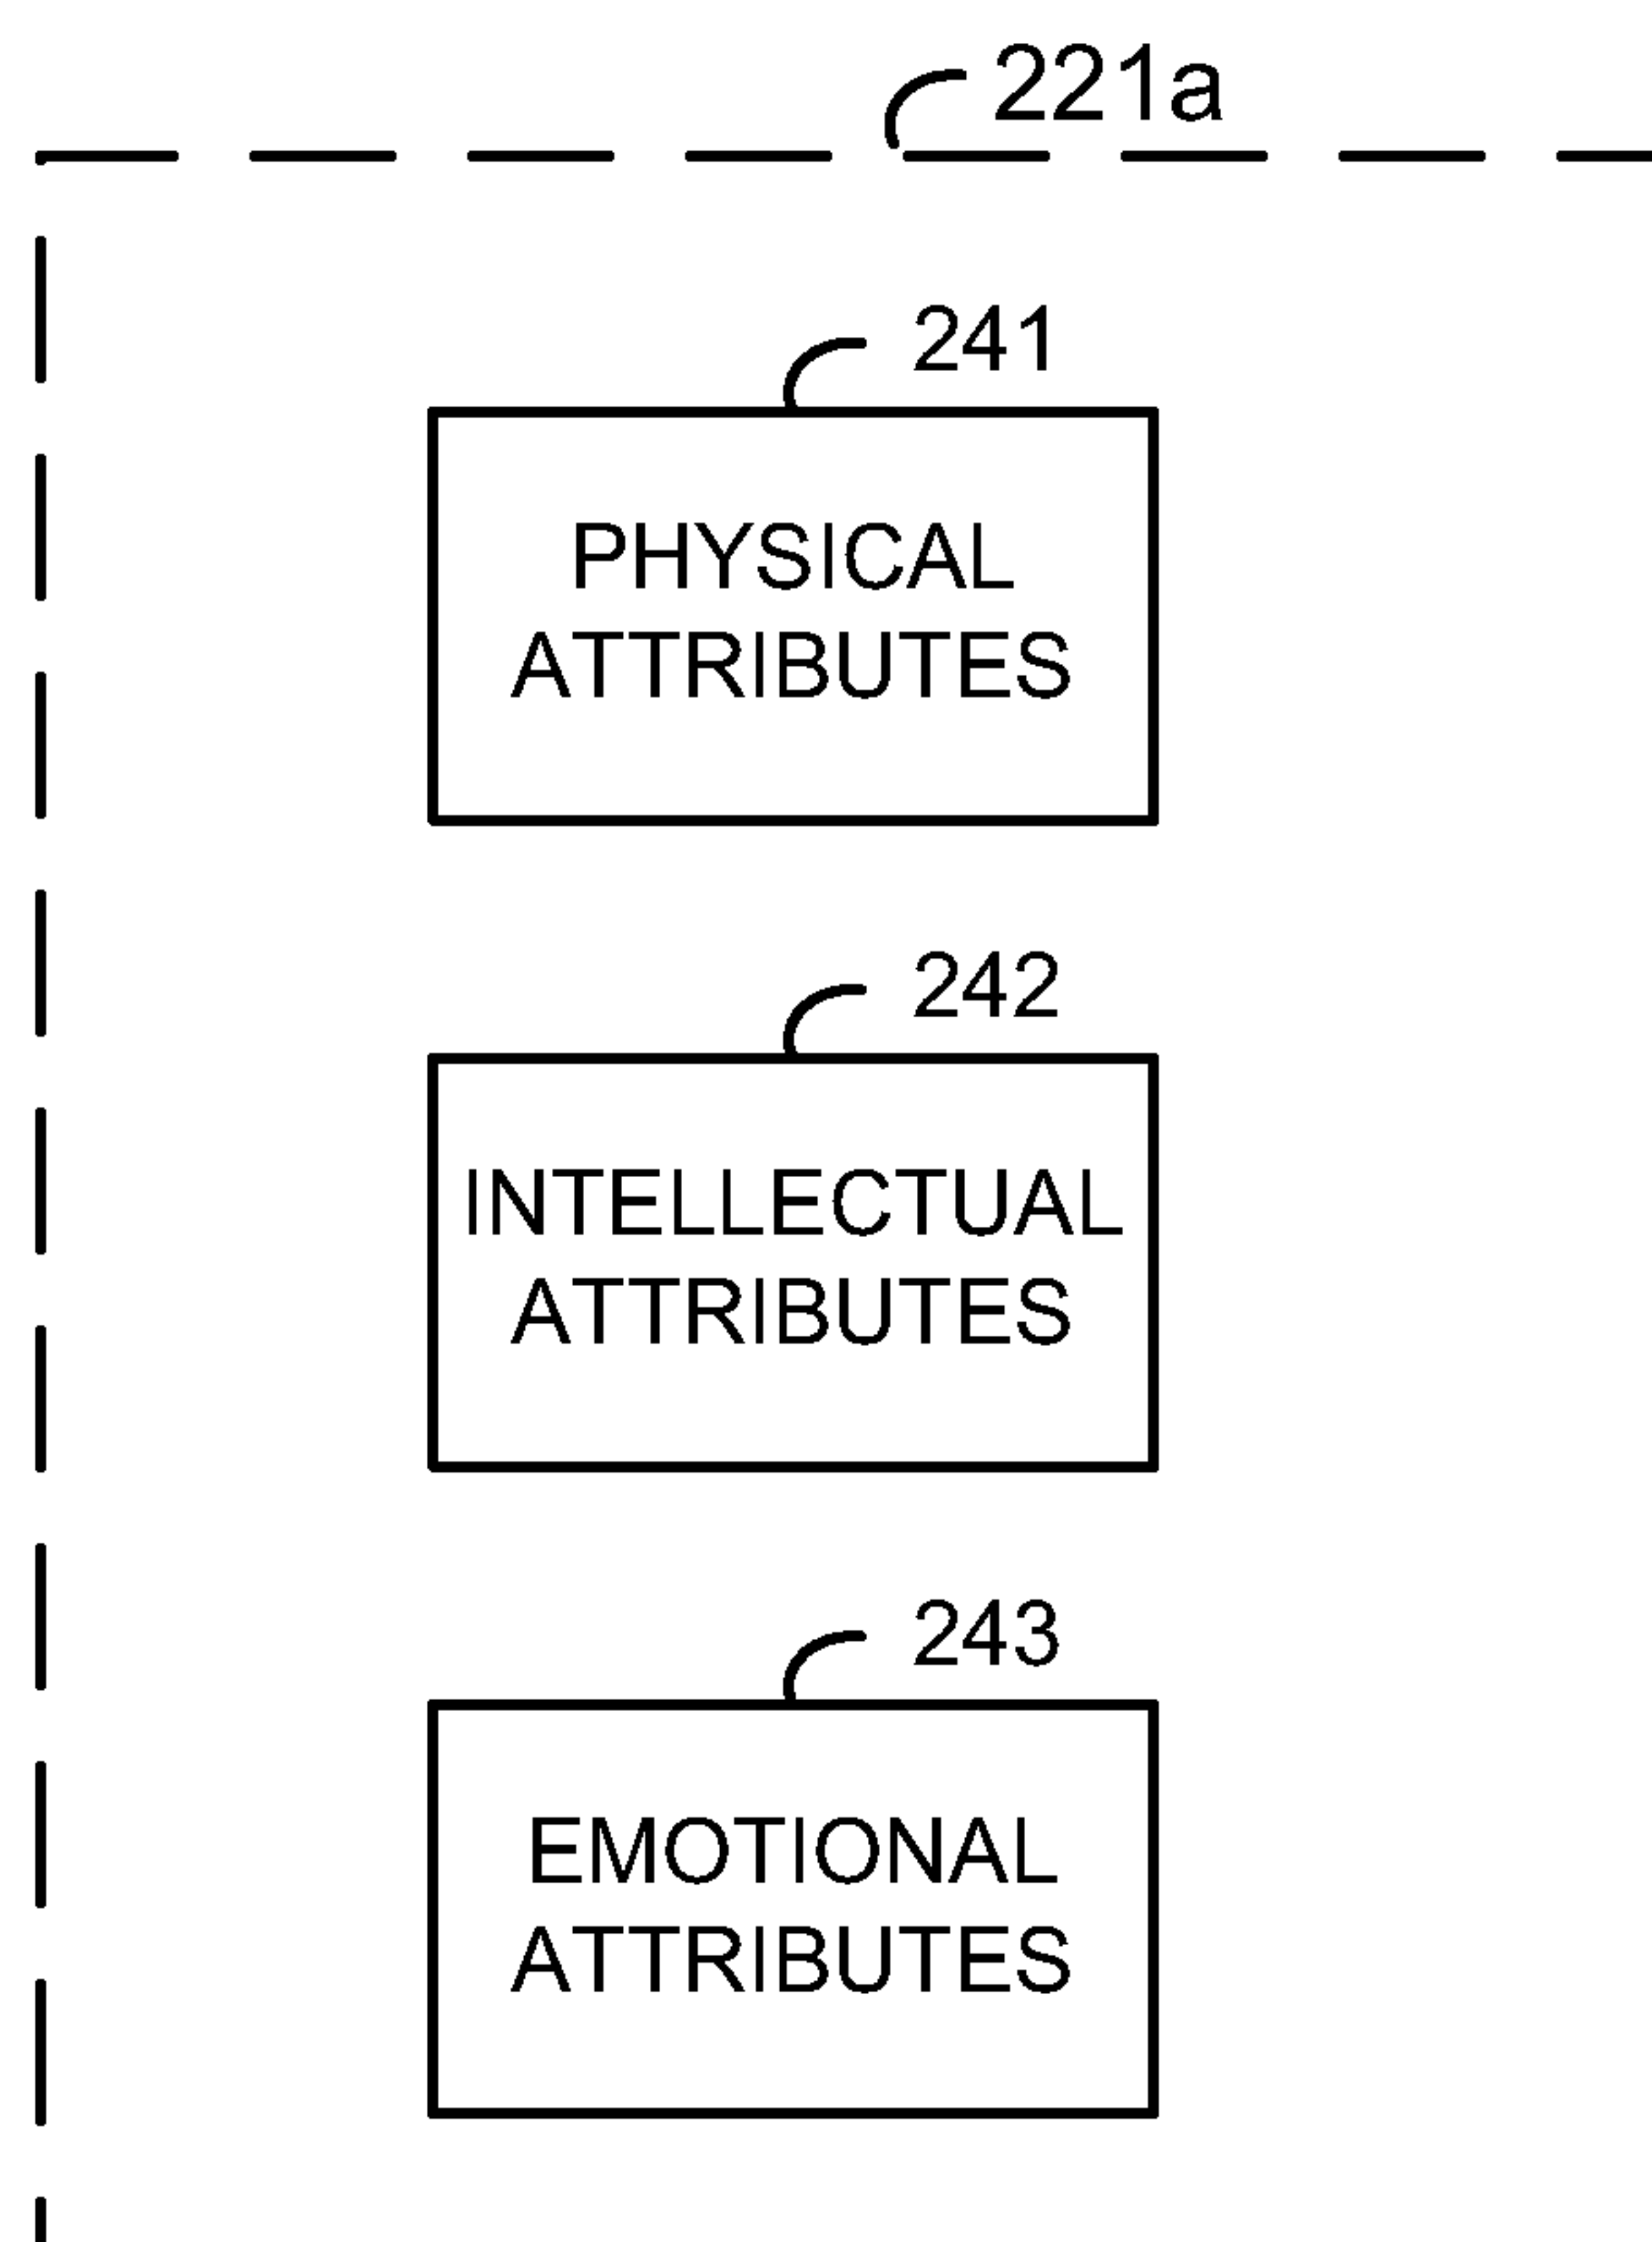 221a
241
PHYSICAL
ATTRIBUTES
242
INTELLECTUAL
ATTRIBUTES
243
EMOTIONAL
ATTRIBUTES